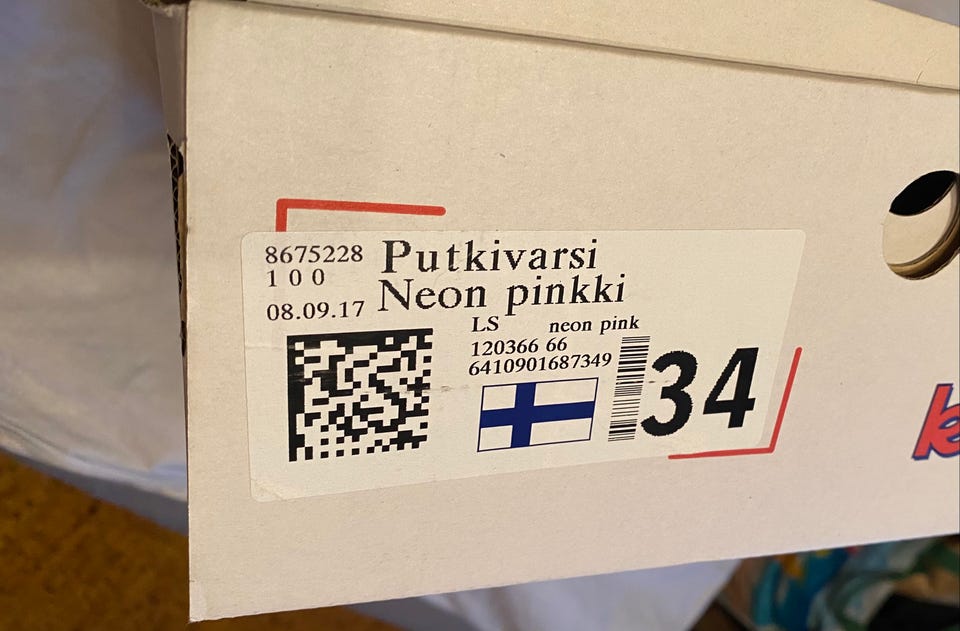 8675228
100
08.09.17
Putkivarsi
Neon pinkki
LS neon pink
120366 66
6410901687349
34